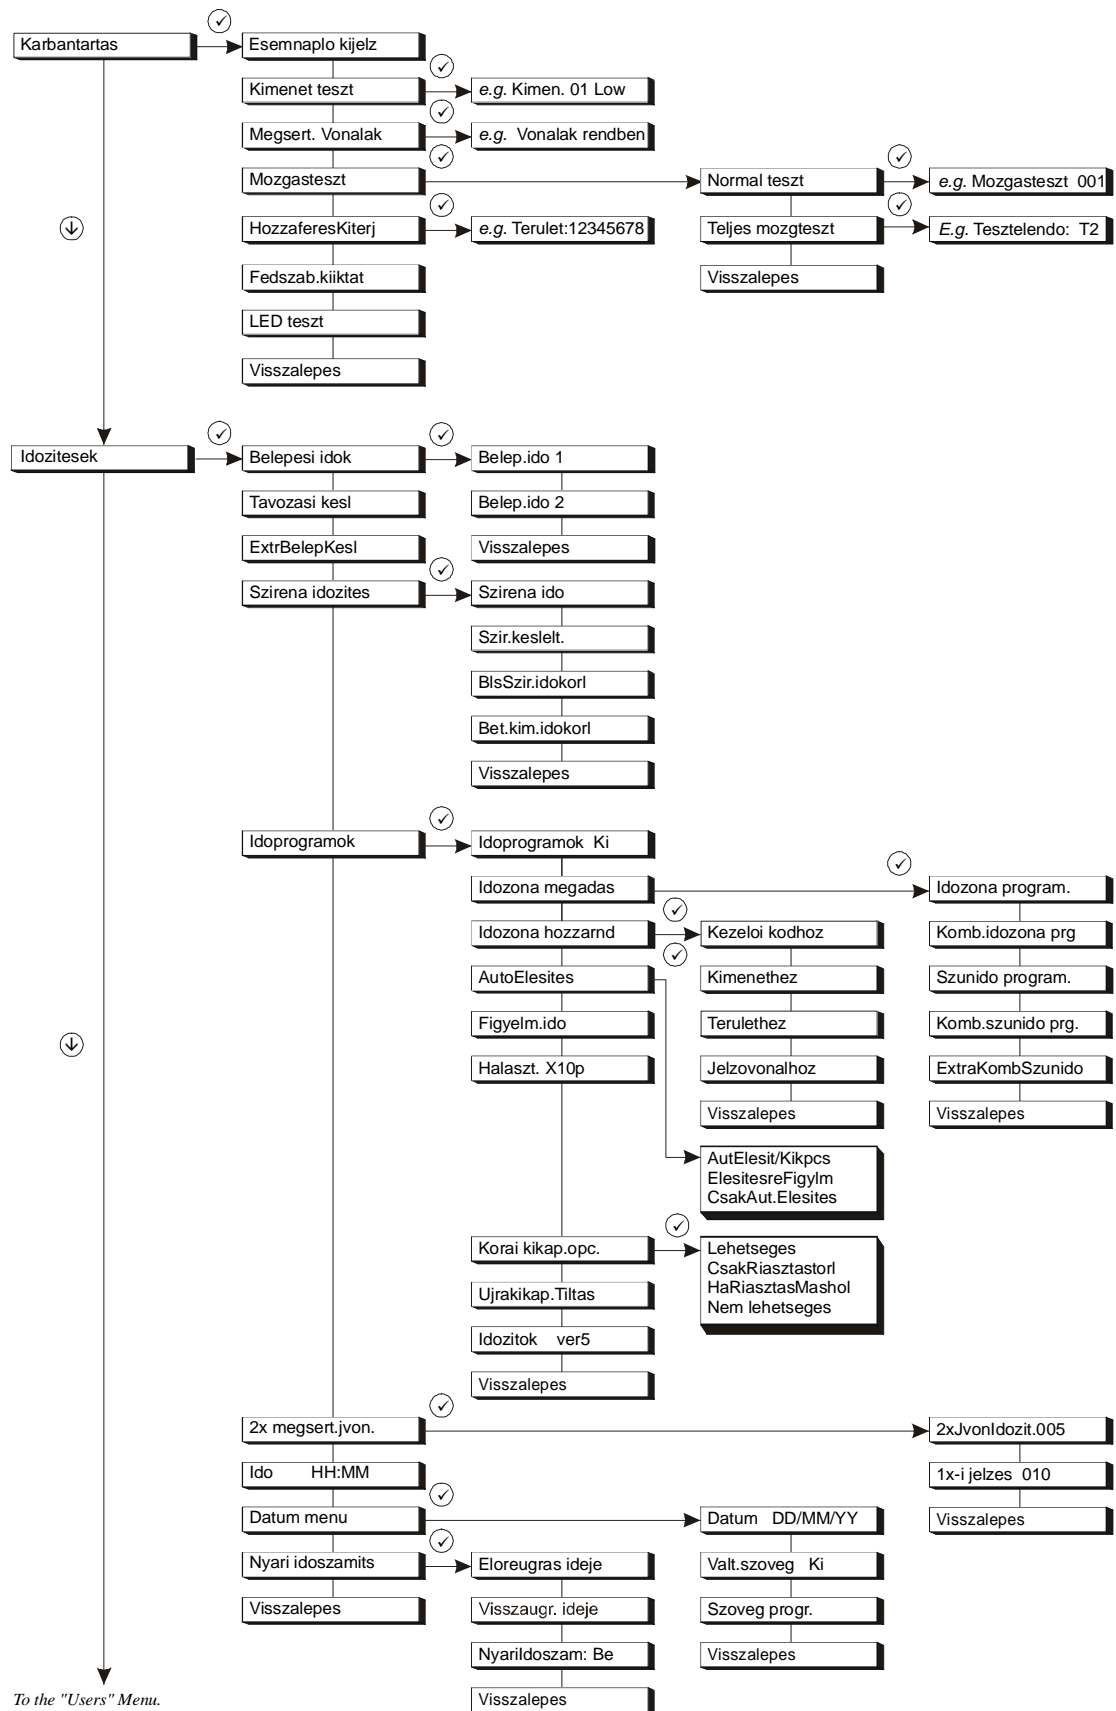 Karbantartas
Esemnaplo kijelz
Kimenet teszt
e.g. Kimen. 01 Low
Megsert. Vonalak
e.g. Vonalak rendben
Mozgasteszt
Normal teszt
e.g. Mozgasteszt 001
HozzaferesKiterj
e.g. Terulet:12345678
Teljes mozgteszt
E.g. Tesztelendo: T2
Fedszab.kiiktat
Visszalepes
LED teszt
Visszalepes
Idozitesek
Belepesi idok
Belep.ido 1
Tavozasi kesl
Belep.ido 2
ExtrBelepKesl
Visszalepes
Szirena idozites
Szirena ido
Szir.keslelt.
BlsSzir.idokorl
Bet.kim.idokorl
Visszalepes
Idoprogramok
Idoprogramok Ki
Idozona megadas
Idozona program.
Idozona hozzarnd
Kezeloi kodhoz
Komb.idozona prg
AutoElesites
Kimenethez
Szunido program.
Figyelm.ido
Terulethez
Komb.szunido prg.
Halaszt. X10p
Jelzovonalhoz
ExtraKombSzunido
Visszalepes
Visszalepes
AutElesit/Kikpcs
ElesitesreFigylm
CsakAut.Elesites
Korai kikap.opc.
Lehetseges
CsakRiasztastorl
HaRiasztasMashol
Nem lehetseges
Ujrakikap.Tiltas
Idozitok ver5
Visszalepes
2x megsert.jvon.
2xJvonIdozit.005
Ido HH:MM
1x-i jelzes 010
Datum menu
Datum DD/MM/YY
Visszalepes
Nyari idoszamits
Eloreugras ideje
Valt.szoveg Ki
Visszalepes
Visszaugr. ideje
Szoveg progr.
NyariIdoszam: Be
Visszalepes
To the "Users" Menu.
Visszalepes